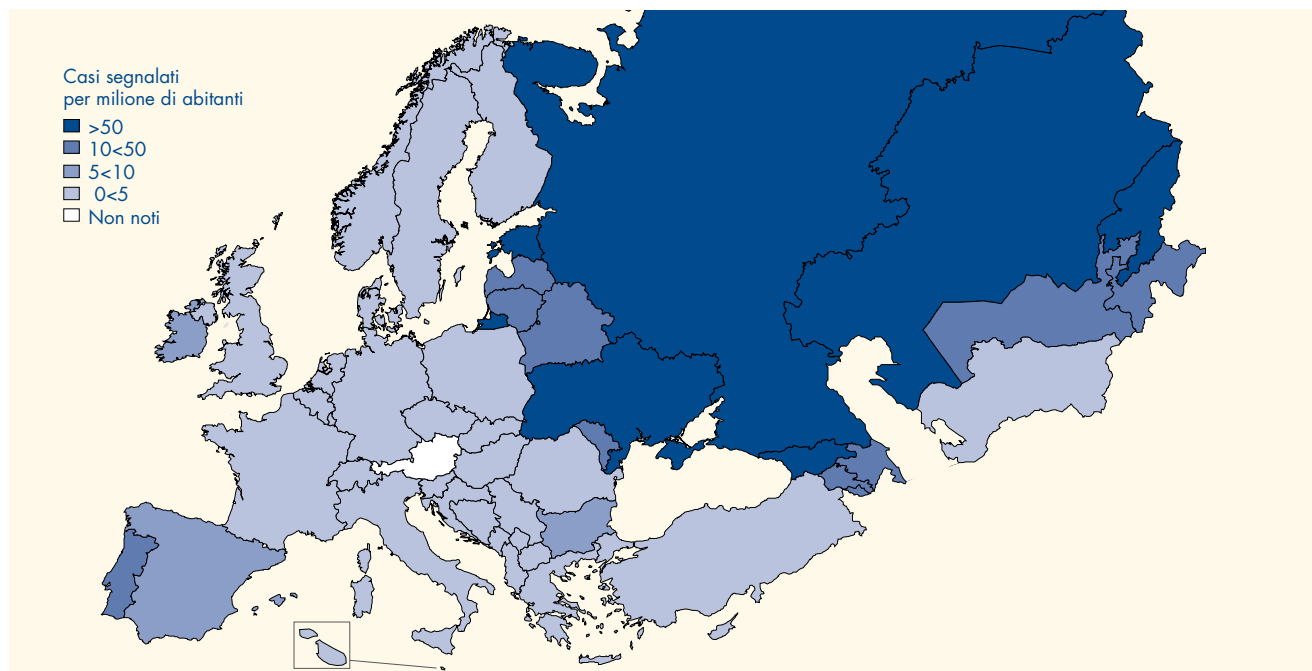 Casi segnalati
per milione di abitanti
>50
10<50
5<10
0<5
Non noti